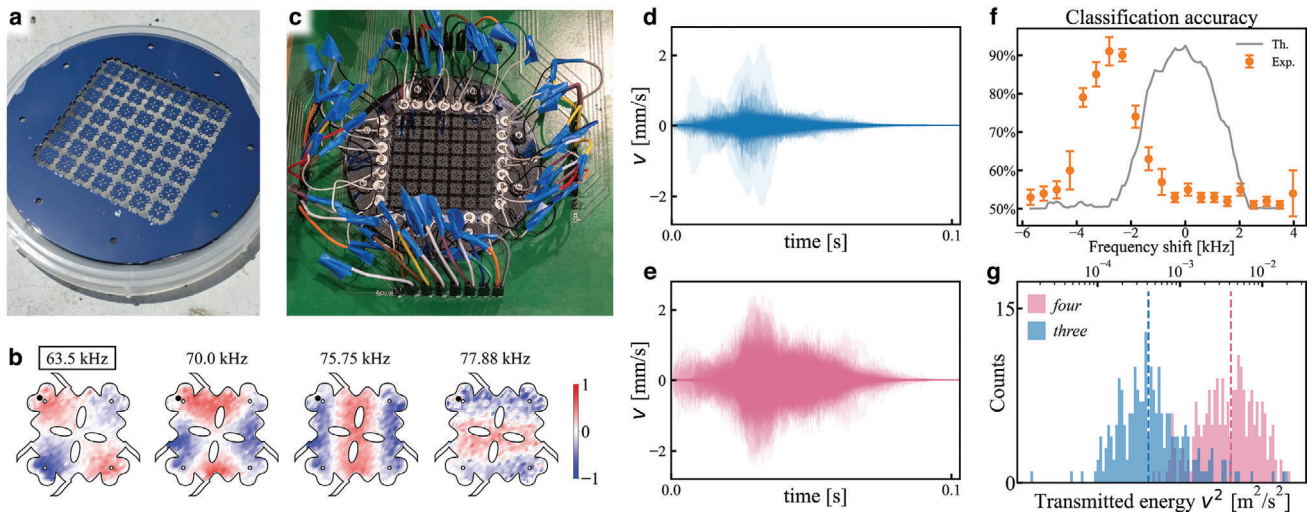 a
b
63.5 kHz 70.0 kHz 75.75 kHz 77.88 kHz
1
0
−1
c
d
2
0
−2
v [mm/s]
0.0 0.1
time [s]
e
2
0
−2
v [mm/s]
0.0 0.1
time [s]
f
Classification accuracy
90%
80%
70%
60%
50%
Th.
Exp.
−6 −4 −2 0 2 4
Frequency shift [kHz]
g
10⁻⁴ 10⁻³ 10⁻²
15
0
Counts
four
three
Transmitted energy v² [m²/s²]